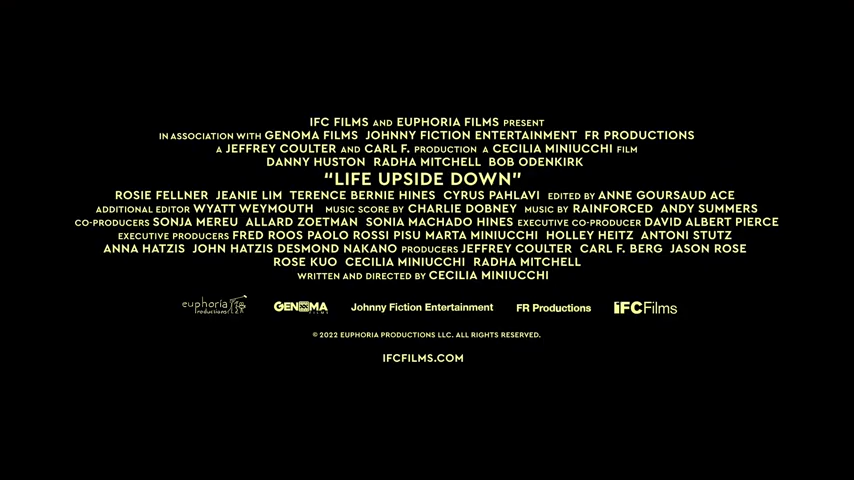 IFC FILMS AND EUPHORIA FILMS PRESENT
IN ASSOCIATION WITH GENOMA FILMS JOHNNY FICTION ENTERTAINMENT FR PRODUCTIONS
A JEFFREY COULTER AND CARL F. PRODUCTION A CECILIA MINIUCCHI FILM
DANNY HUSTON RADHA MITCHELL BOB ODENKIRK
“LIFE UPSIDE DOWN”
ROSIE FELLNER JEANIE LIM TERENCE BERNIE HINES CYRUS PAHLAVI EDITED BY ANNE GOURSAUD ACE
ADDITIONAL EDITOR WYATT WEYMOUTH MUSIC SCORE BY CHARLIE DOBNEY MUSIC BY RAINFORCED ANDY SUMMERS
CO-PRODUCERS SONJA MEREU ALLARD ZOETMAN SONIA MACHADO HINES EXECUTIVE CO-PRODUCER DAVID ALBERT PIERCE
EXECUTIVE PRODUCERS FRED ROOS PAOLO ROSSI PISU MARTA MINIUCCHI HOLLEY HEITZ ANTONI STUTZ
ANNA HATZIS JOHN HATZIS DESMOND NAKANO PRODUCERS JEFFREY COULTER CARL F. BERG JASON ROSE
ROSE KUO CECILIA MINIUCCHI RADHA MITCHELL
WRITTEN AND DIRECTED BY CECILIA MINIUCCHI
euphoria productions GENOMA FILMS Johnny Fiction Entertainment FR Productions IFC Films
© 2022 EUPHORIA PRODUCTIONS LLC. ALL RIGHTS RESERVED.
IFCFILMS.COM